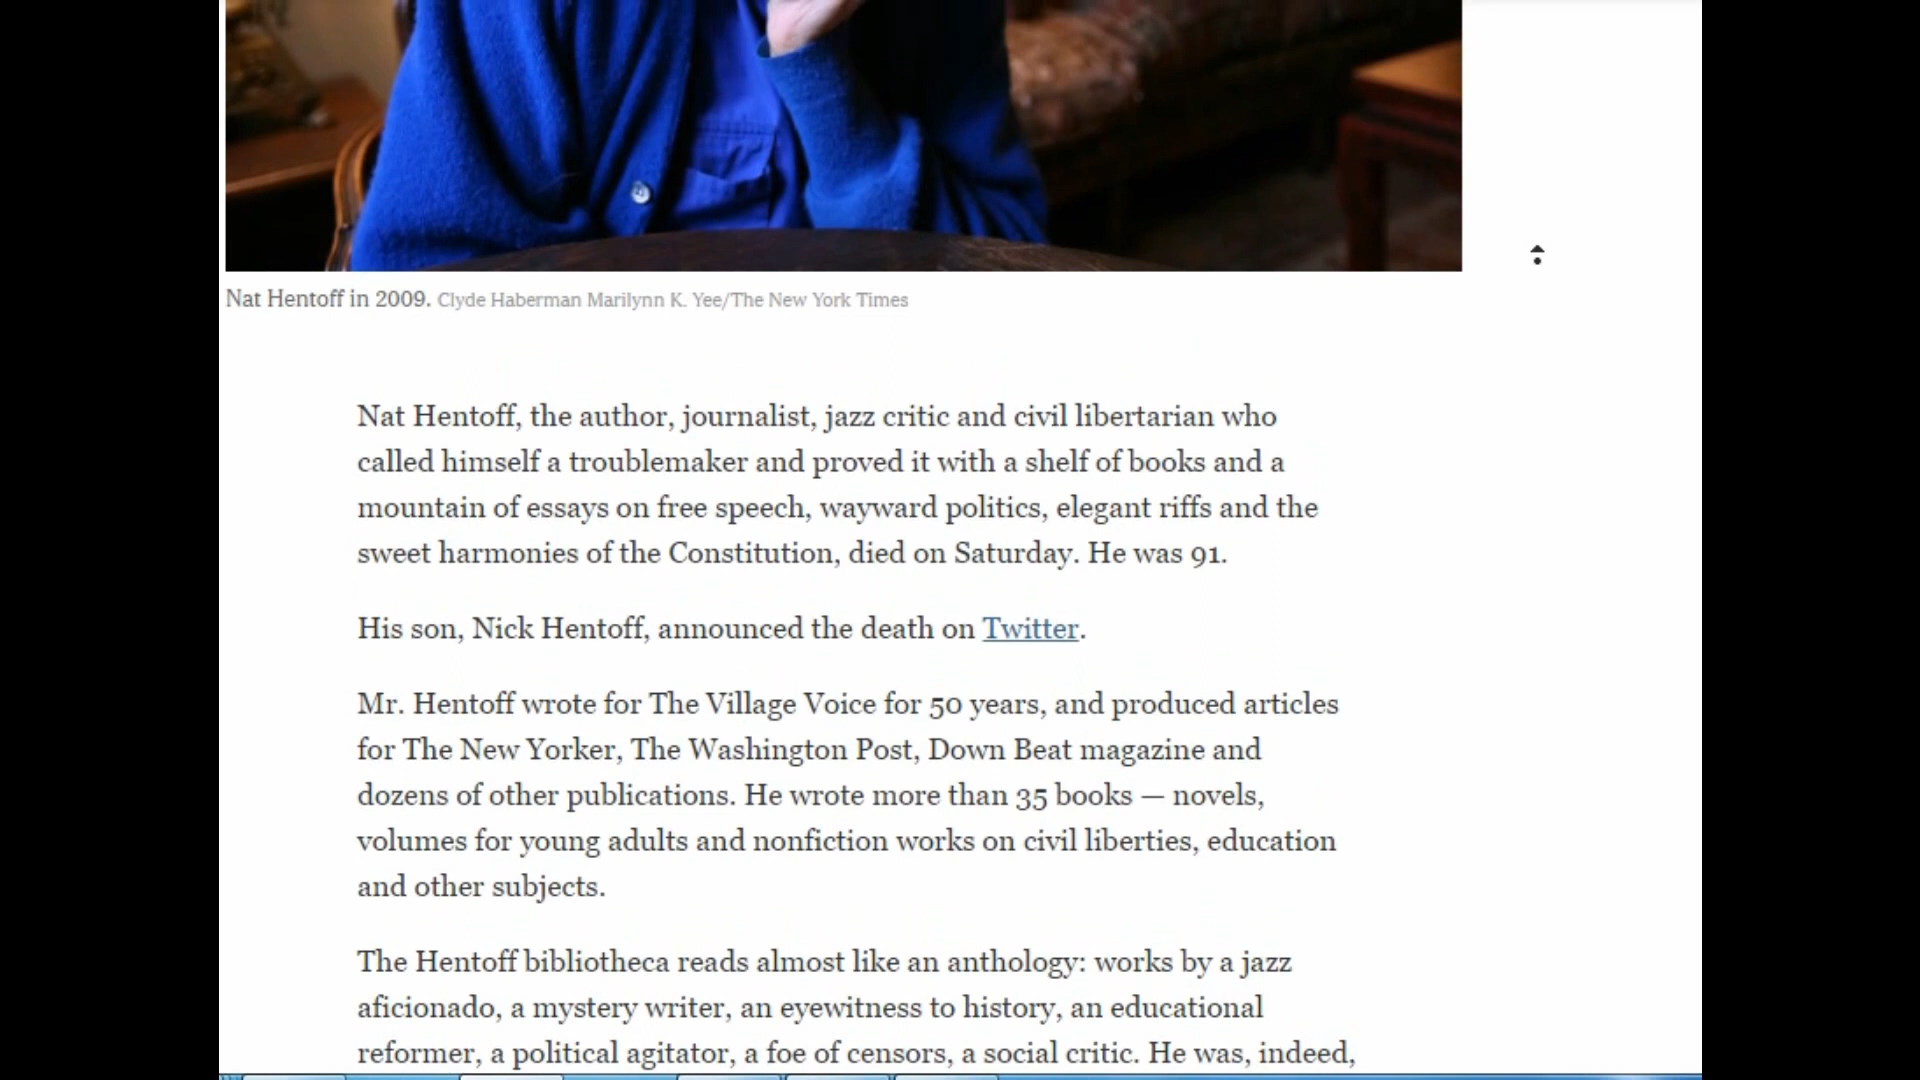 Nat Hentoff in 2009. Clyde Haberman Marilynn K. Yee/The New York Times
Nat Hentoff, the author, journalist, jazz critic and civil libertarian who
called himself a troublemaker and proved it with a shelf of books and a
mountain of essays on free speech, wayward politics, elegant riffs and the
sweet harmonies of the Constitution, died on Saturday. He was 91.
His son, Nick Hentoff, announced the death on Twitter.
Mr. Hentoff wrote for The Village Voice for 50 years, and produced articles
for The New Yorker, The Washington Post, Down Beat magazine and
dozens of other publications. He wrote more than 35 books — novels,
volumes for young adults and nonfiction works on civil liberties, education
and other subjects.
The Hentoff bibliotheca reads almost like an anthology: works by a jazz
aficionado, a mystery writer, an eyewitness to history, an educational
reformer, a political agitator, a foe of censors, a social critic. He was, indeed,